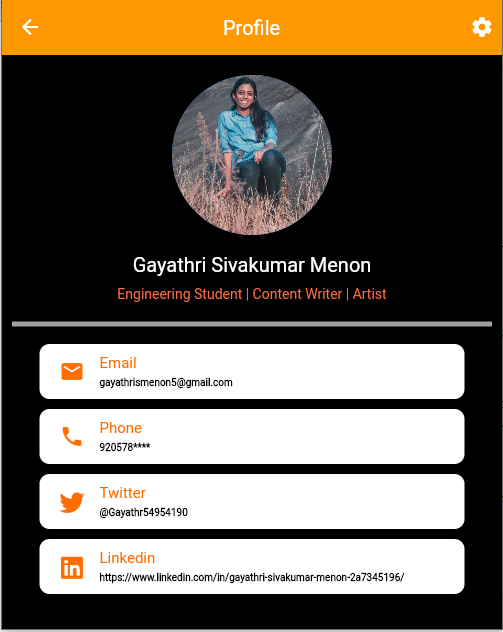 Profile
Gayathri Sivakumar Menon
Engineering Student | Content Writer | Artist
Email
gayathrismenon5@gmail.com
Phone
920578****
Twitter
@Gayathr54954190
Linkedin
https://www.linkedin.com/in/gayathri-sivakumar-menon-2a7345196/